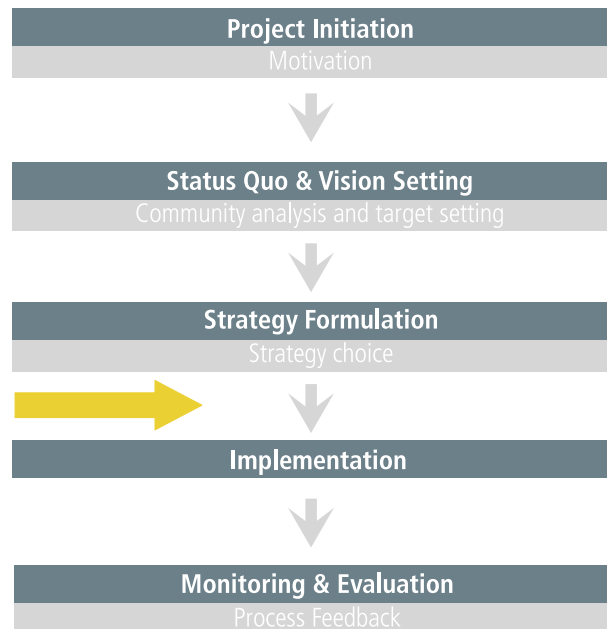 Project Initiation
Motivation
Status Quo & Vision Setting
Community analysis and target setting
Strategy Formulation
Strategy choice
Implementation
Monitoring & Evaluation
Process Feedback